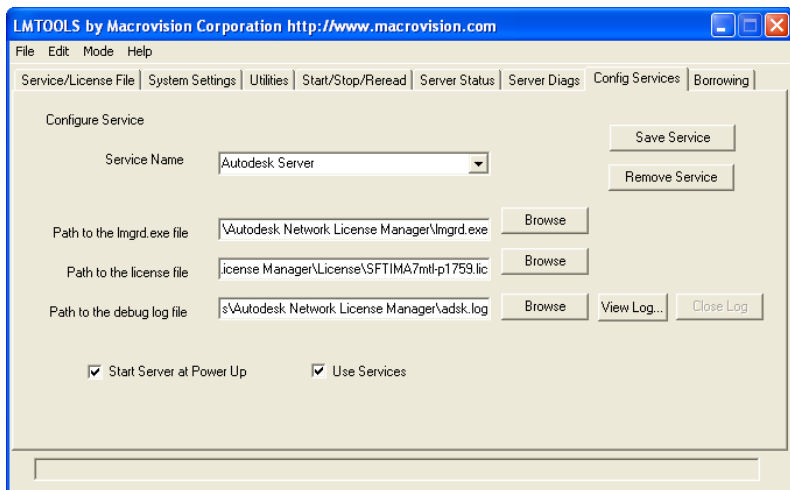 LMTOOLS by Macrovision Corporation http://www.macrovision.com
File Edit Mode Help
Service/License File System Settings Utilities Start/Stop/Reread Server Status Server Diags Config Services Borrowing
Configure Service
Save Service
Service Name Autodesk Server
Remove Service
Path to the lmgrd.exe file \Autodesk Network License Manager\lmgrd.exe Browse
Path to the license file .icense Manager\License\SFTIMA7mtl-p1759.lic Browse
Path to the debug log file s\Autodesk Network License Manager\adsk.log Browse View Log... Close Log
Start Server at Power Up Use Services